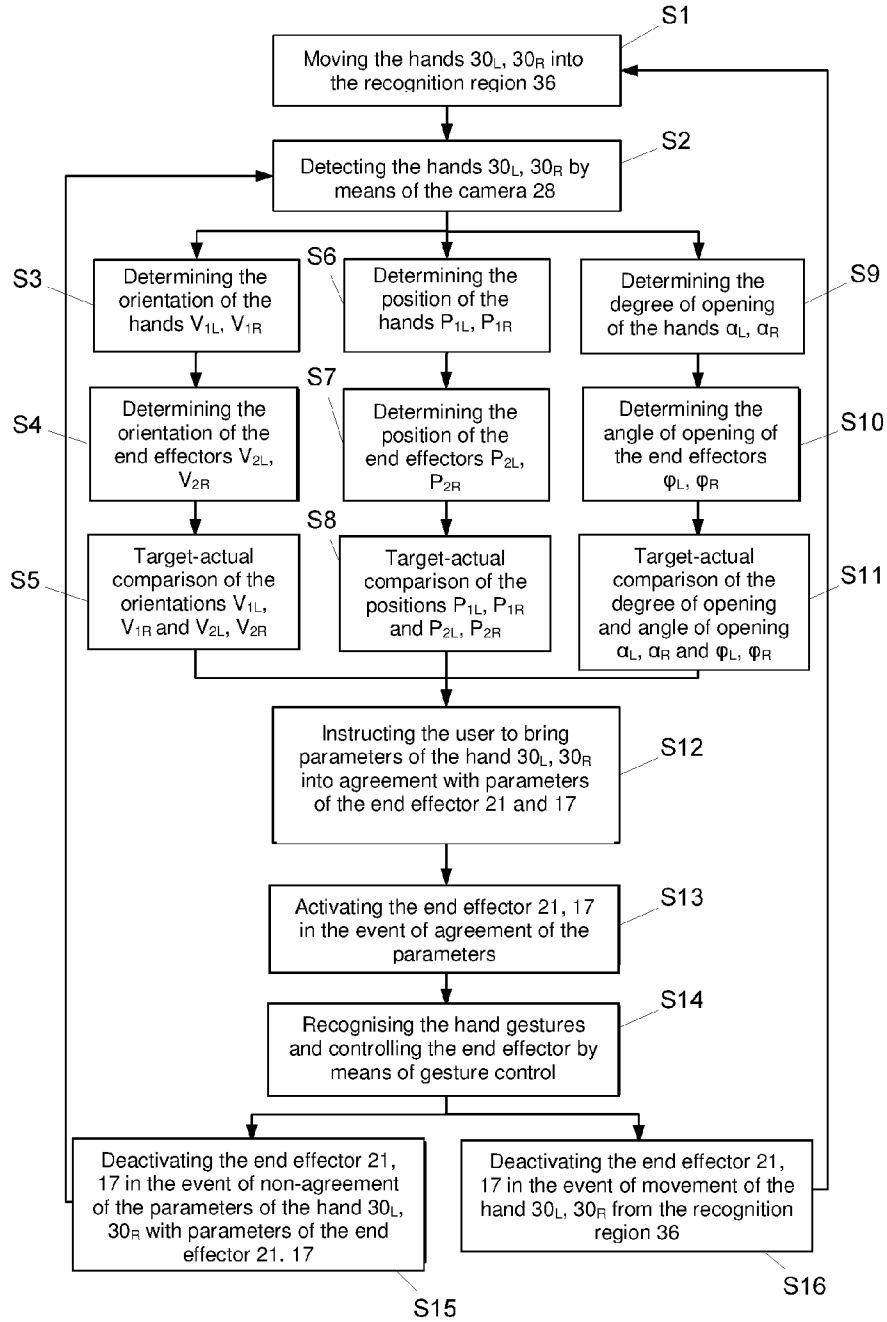 S1
Moving the hands 30L, 30R into
the recognition region 36
S2
Detecting the hands 30L, 30R by
means of the camera 28
S3
Determining the
orientation of the
hands V1L, V1R
S6
Determining the
position of the
hands P1L, P1R
S9
Determining the
degree of opening
of the hands αL, αR
S4
Determining the
orientation of the
end effectors V2L,
V2R
S7
Determining the
position of the
end effectors P2L,
P2R
S10
Determining the
angle of opening of
the end effectors
φL, φR
S5
Target-actual
comparison of the
orientations V1L,
V1R and V2L, V2R
S8
Target-actual
comparison of the
positions P1L, P1R
and P2L, P2R
S11
Target-actual
comparison of the
degree of opening
and angle of opening
αL, αR and φL, φR
S12
Instructing the user to bring
parameters of the hand 30L, 30R
into agreement with parameters
of the end effector 21 and 17
S13
Activating the end effector 21, 17
in the event of agreement of the
parameters
S14
Recognising the hand gestures
and controlling the end effector by
means of gesture control
Deactivating the end effector 21,
17 in the event of non-agreement
of the parameters of the hand 30L,
30R with parameters of the end
effector 21. 17
S15
Deactivating the end effector 21,
17 in the event of movement of the
hand 30L, 30R from the recognition
region 36
S16